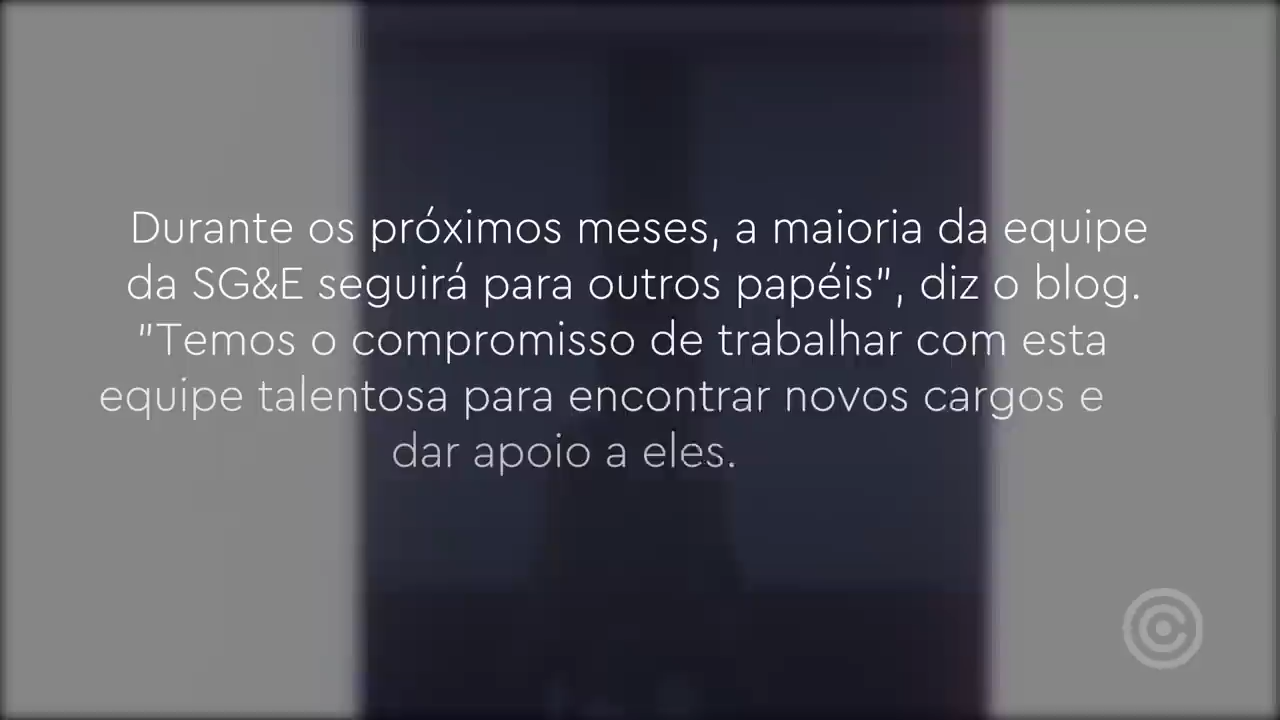 Durante os próximos meses, a maioria da equipe
da SG&E seguirá para outros papéis", diz o blog.
"Temos o compromisso de trabalhar com esta
equipe talentosa para encontrar novos cargos e
dar apoio a eles.